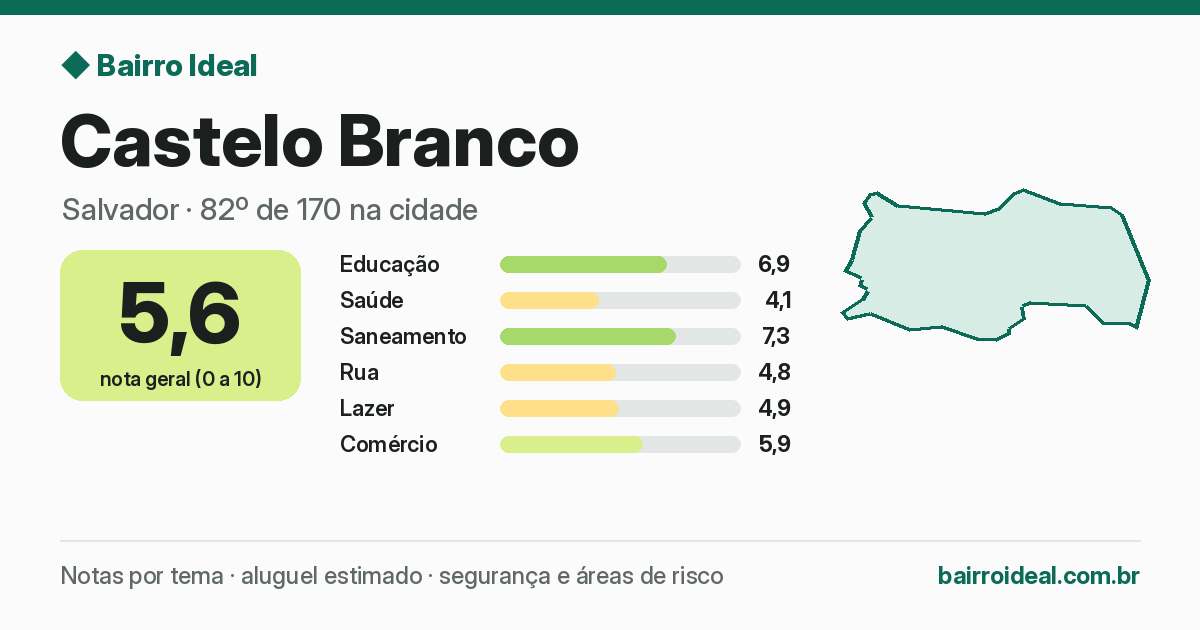 Bairro Ideal
Castelo Branco
Salvador · 82º de 170 na cidade
5,6
nota geral (0 a 10)
Educação 6,9
Saúde 4,1
Saneamento 7,3
Rua 4,8
Lazer 4,9
Comércio 5,9
Notas por tema · aluguel estimado · segurança e áreas de risco
bairroideal.com.br